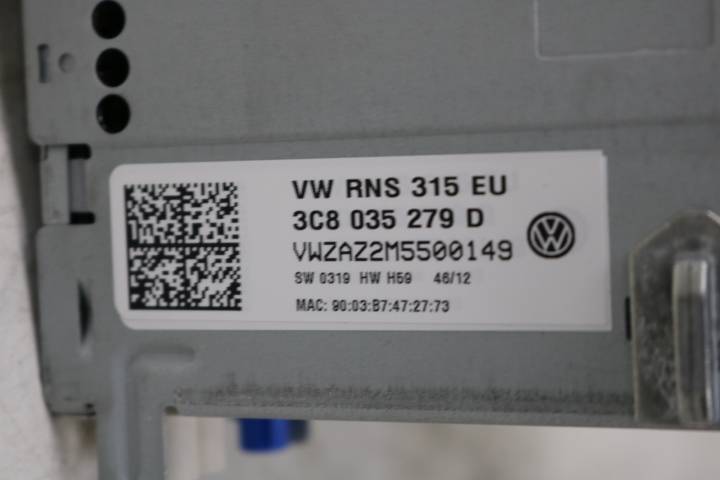 VW RNS 315 EU
3C8 035 279 D
VWZAZ2M5500149
SW 0319 HW H59 46/12
MAC: 90:03:B7:47:27:73